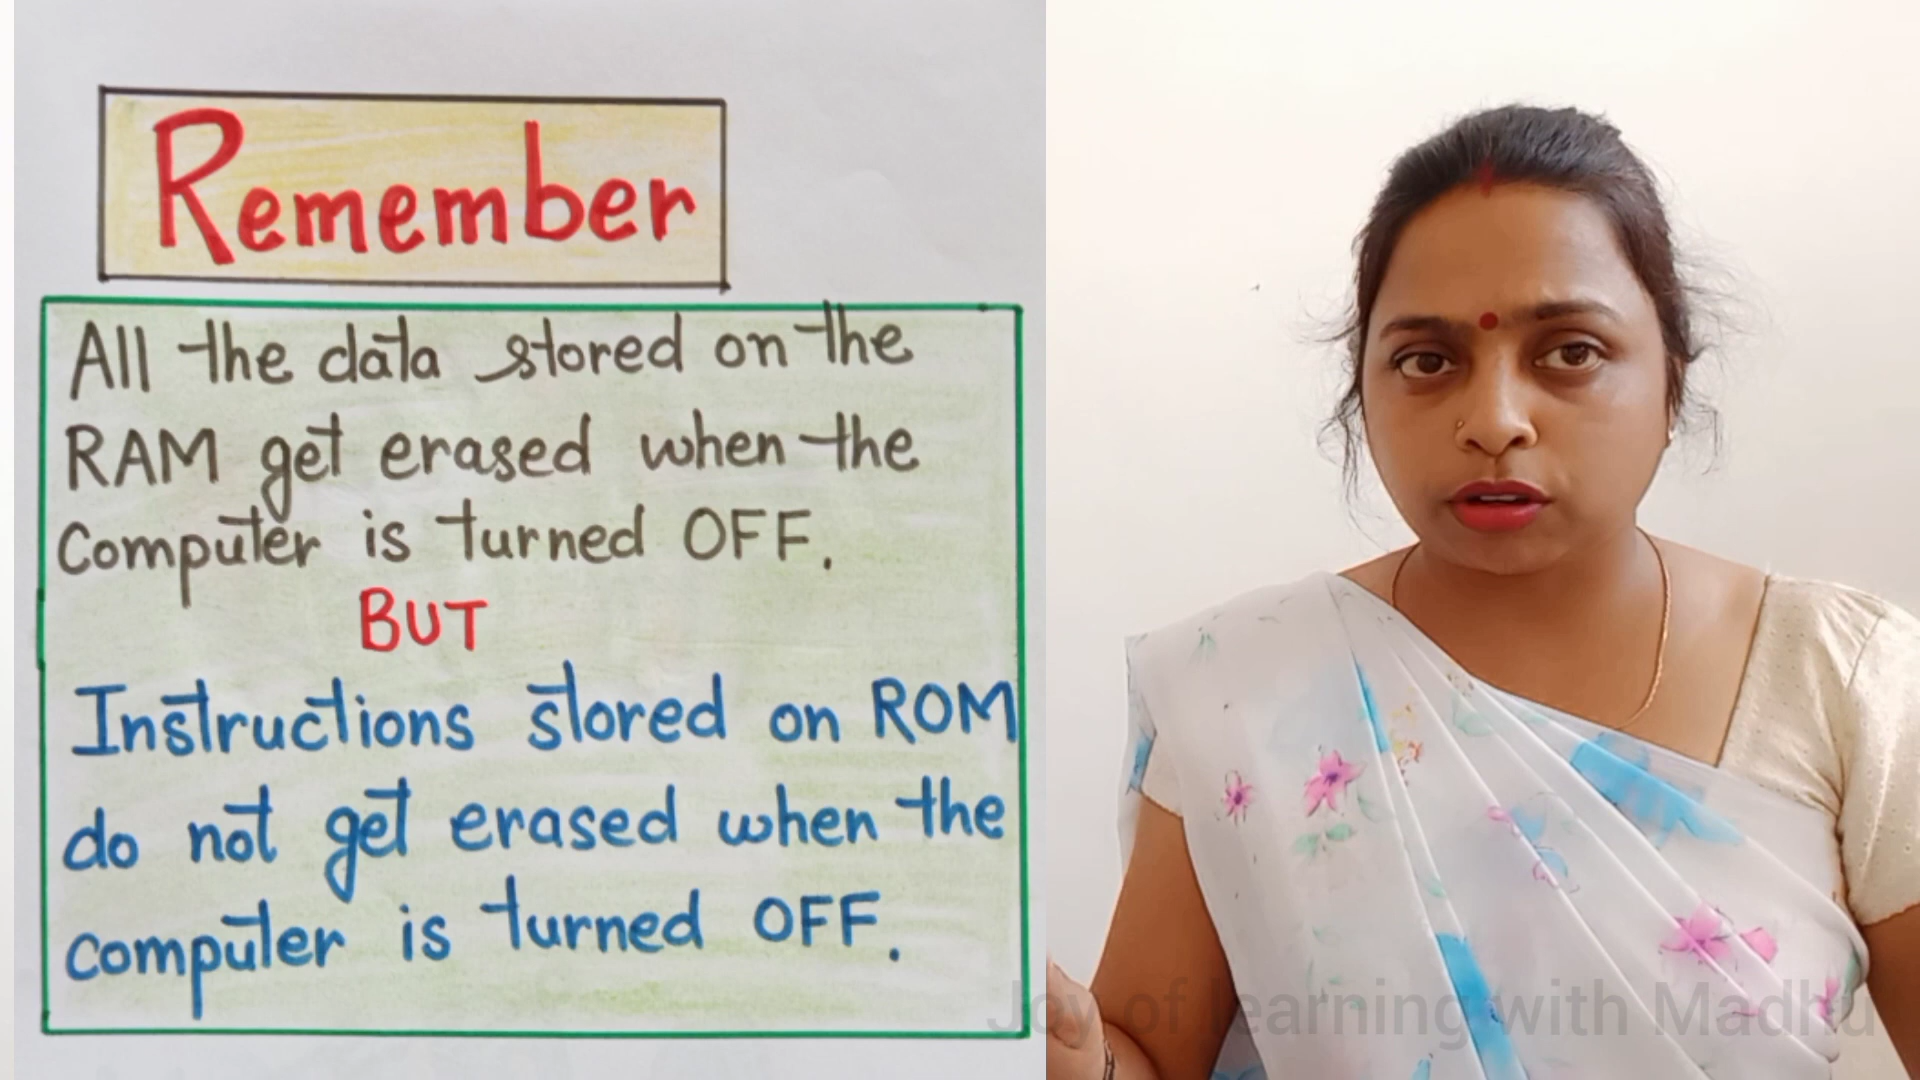 Remember
All the data stored on the
RAM get erased when the
Computer is turned OFF.
BUT
Instructions stored on ROM
do not get erased when the
computer is turned OFF.
Joy of learning with Madhu